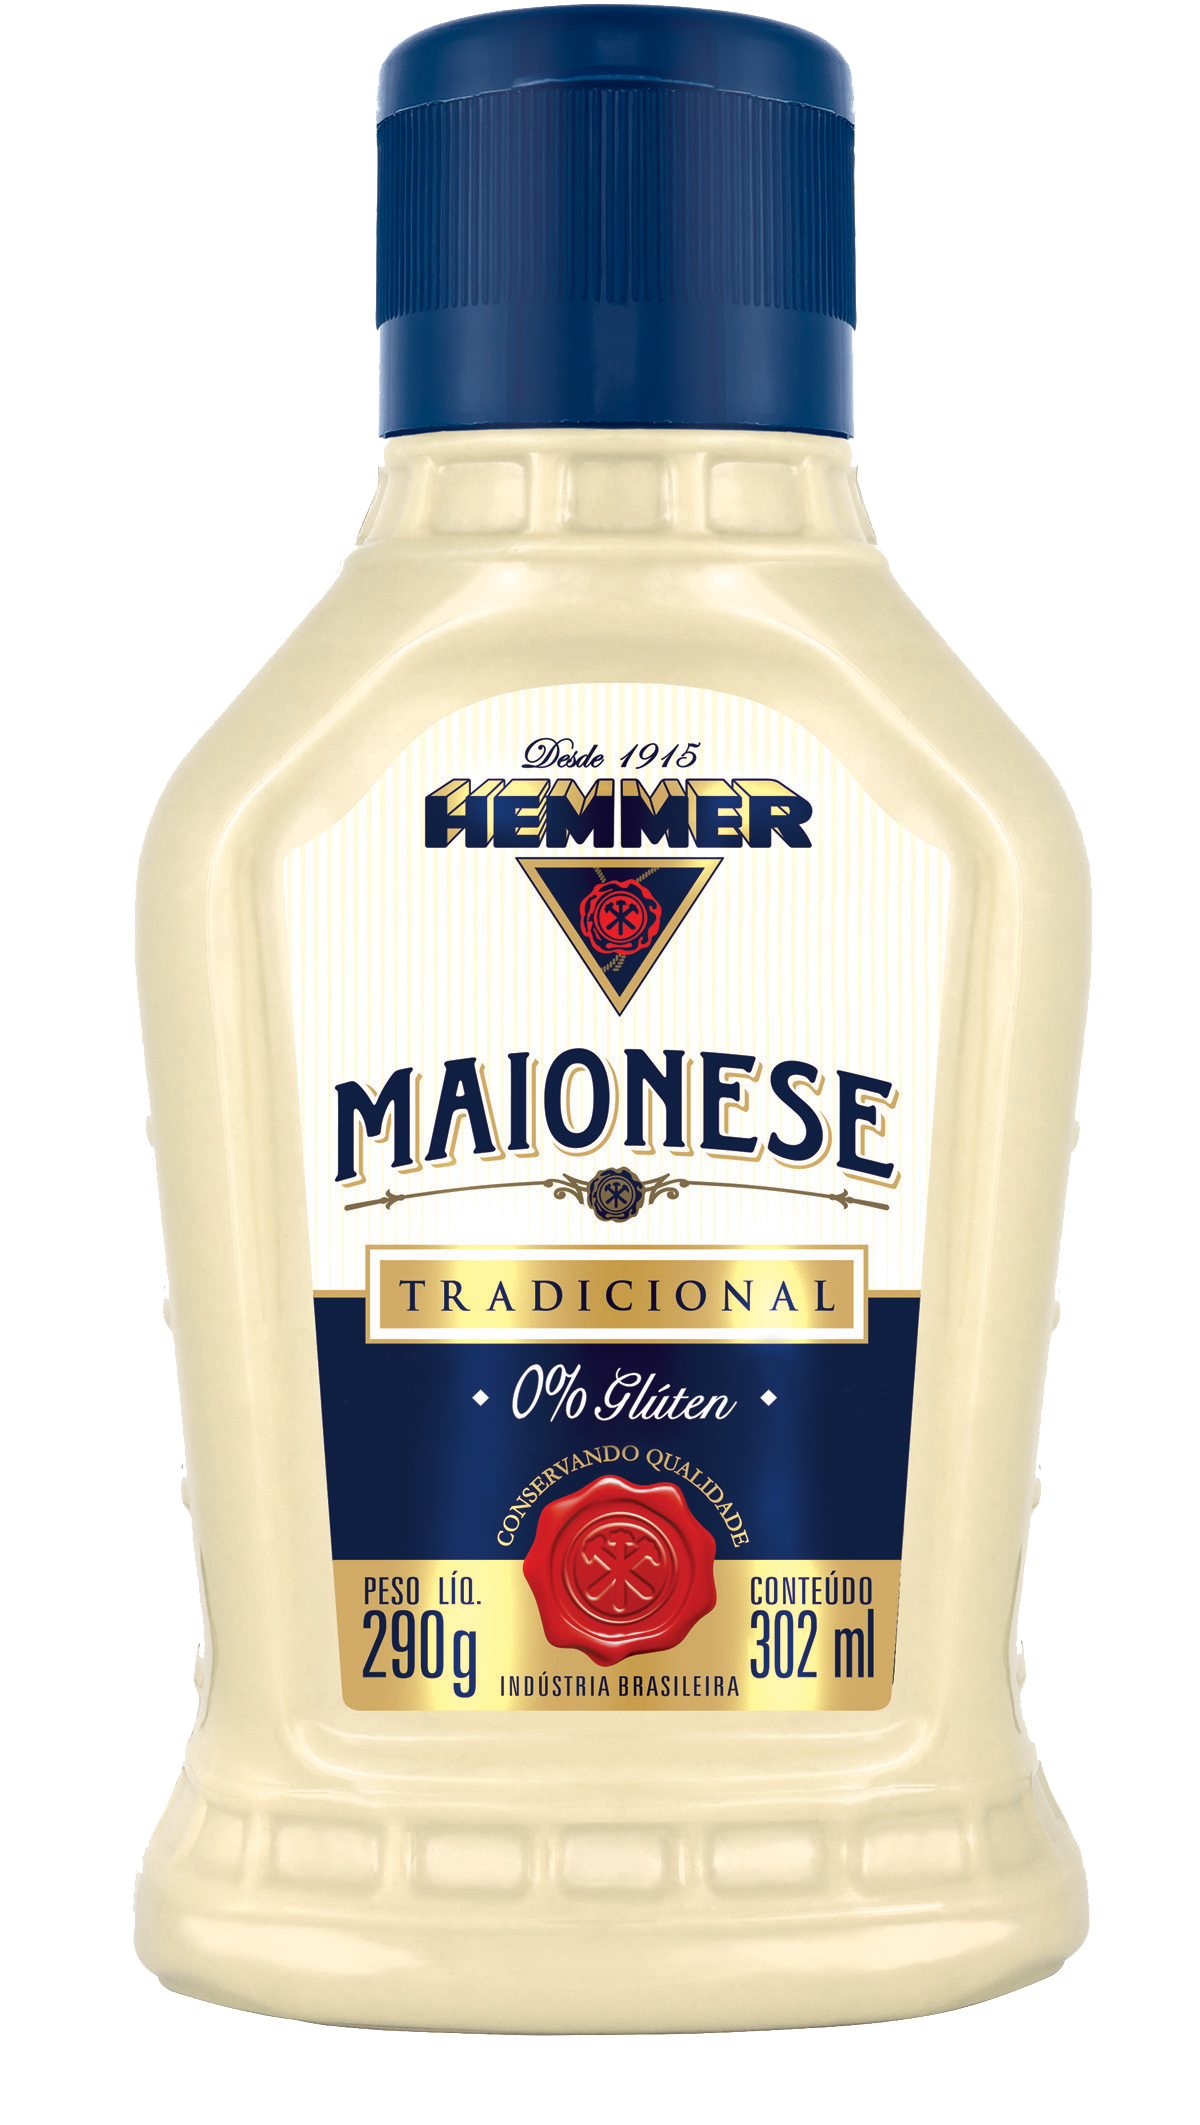 Desde 1915
HEMMER
MAIONESE
TRADICIONAL
0% Glúten
CONSERVANDO QUALIDADE
PESO LÍQ.
290g
CONTEÚDO
302 ml
INDÚSTRIA BRASILEIRA